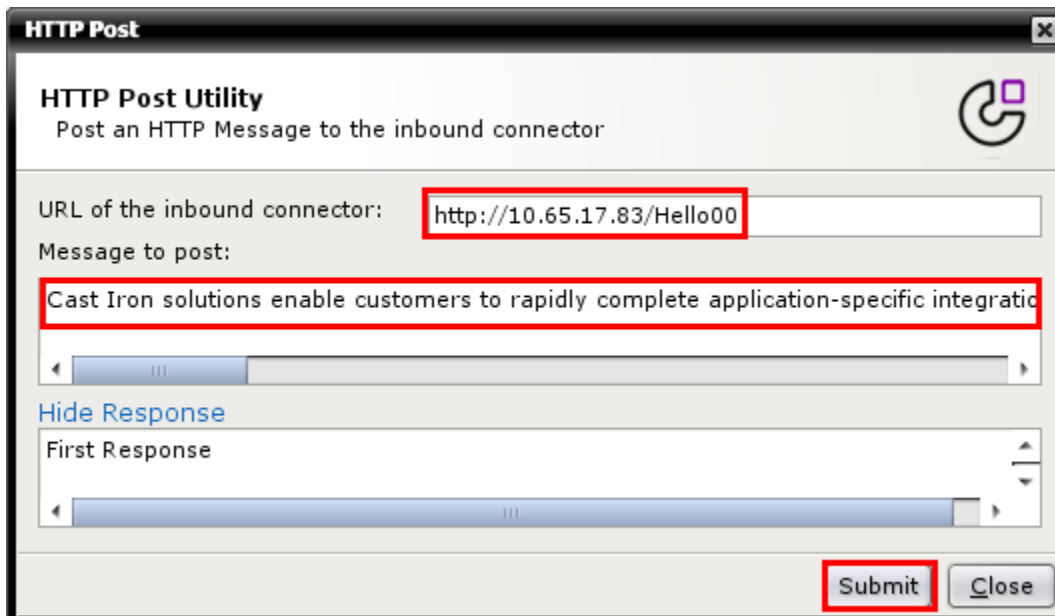 HTTP Post
HTTP Post Utility
Post an HTTP Message to the inbound connector
URL of the inbound connector: http://10.65.17.83/Hello00
Message to post:
Cast Iron solutions enable customers to rapidly complete application-specific
Hide Response
First Response
Submit Close